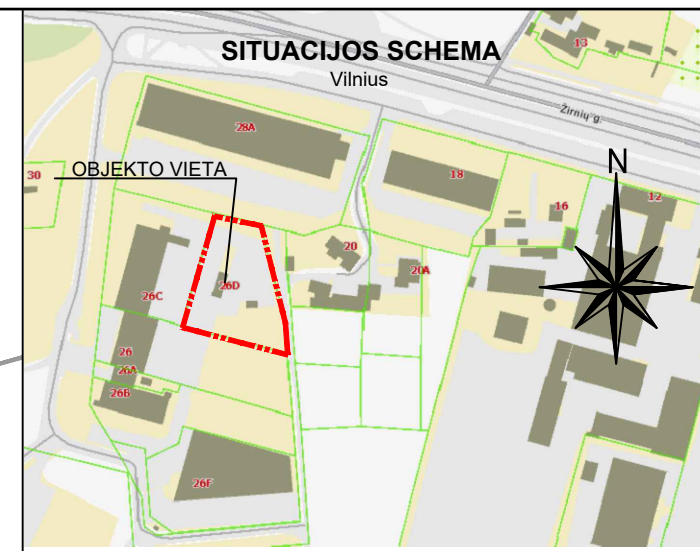 SITUACIJOS SCHEMA
Vilnius
13
Žirnių g.
28A
30
OBJEKTO VIETA
18
N
16
12
20
20A
26D
26C
26
26A
26B
26F